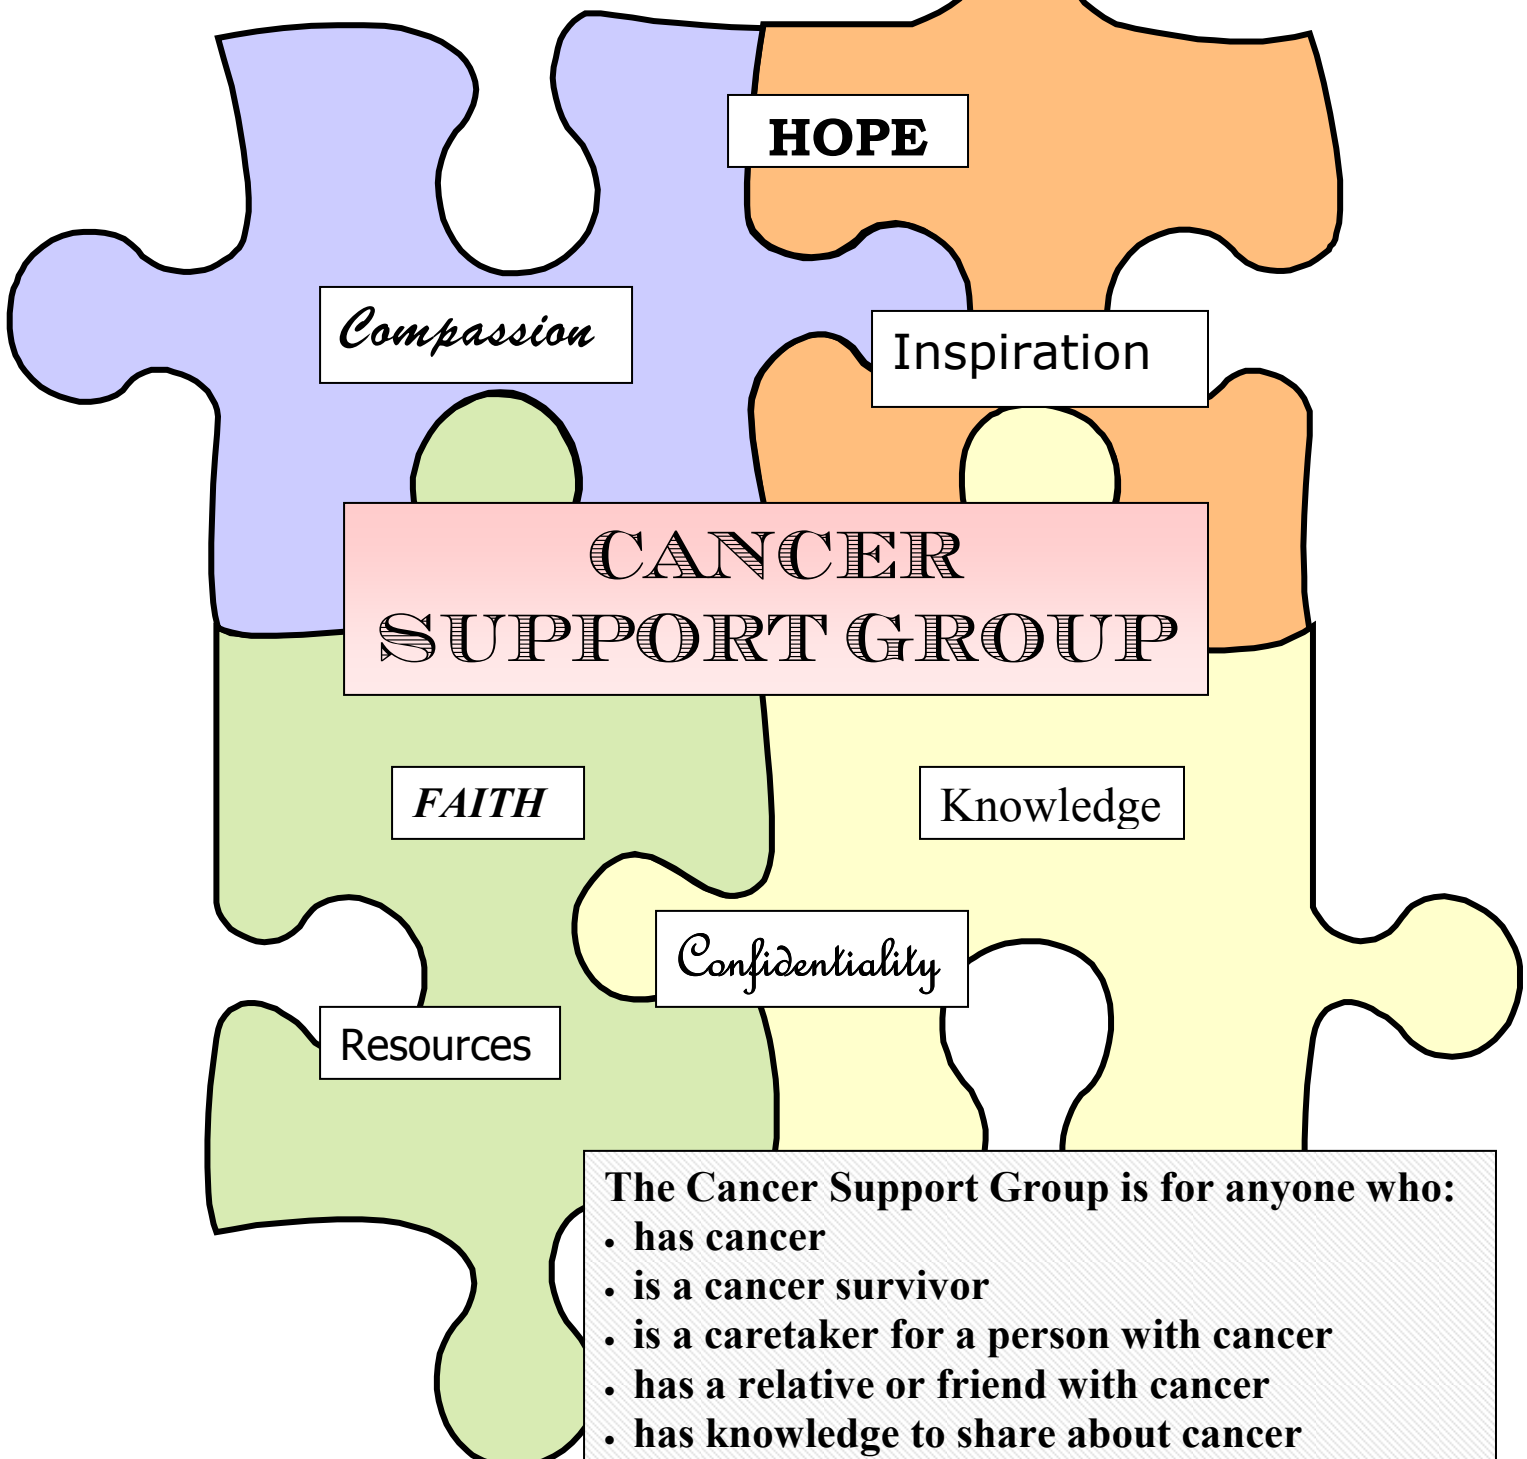 HOPE
Compassion
Inspiration
CANCER
SUPPORT GROUP
FAITH
Knowledge
Confidentiality
Resources
The Cancer Support Group is for anyone who:
• has cancer
• is a cancer survivor
• is a caretaker for a person with cancer
• has a relative or friend with cancer
• has knowledge to share about cancer